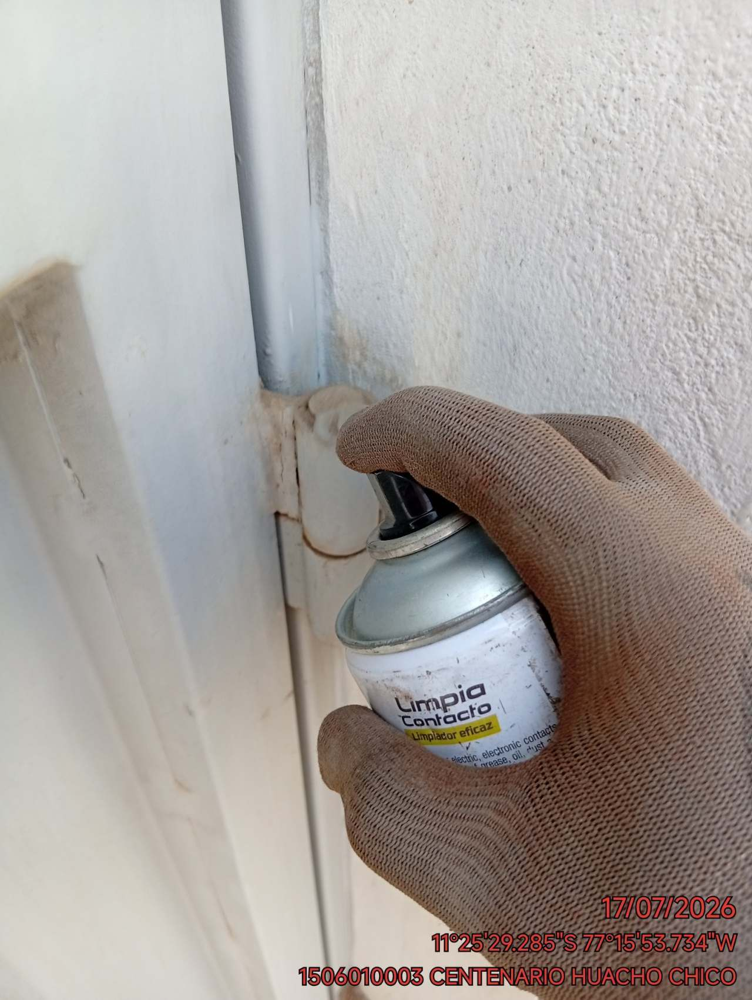 Limpia
Contacto
Limpiador eficaz
electric, electronic contacts
grease, oil, dust
17/07/2026
11°25'29.285"S 77°15'53.734"W
1506010003 CENTENARIO HUACHO CHICO